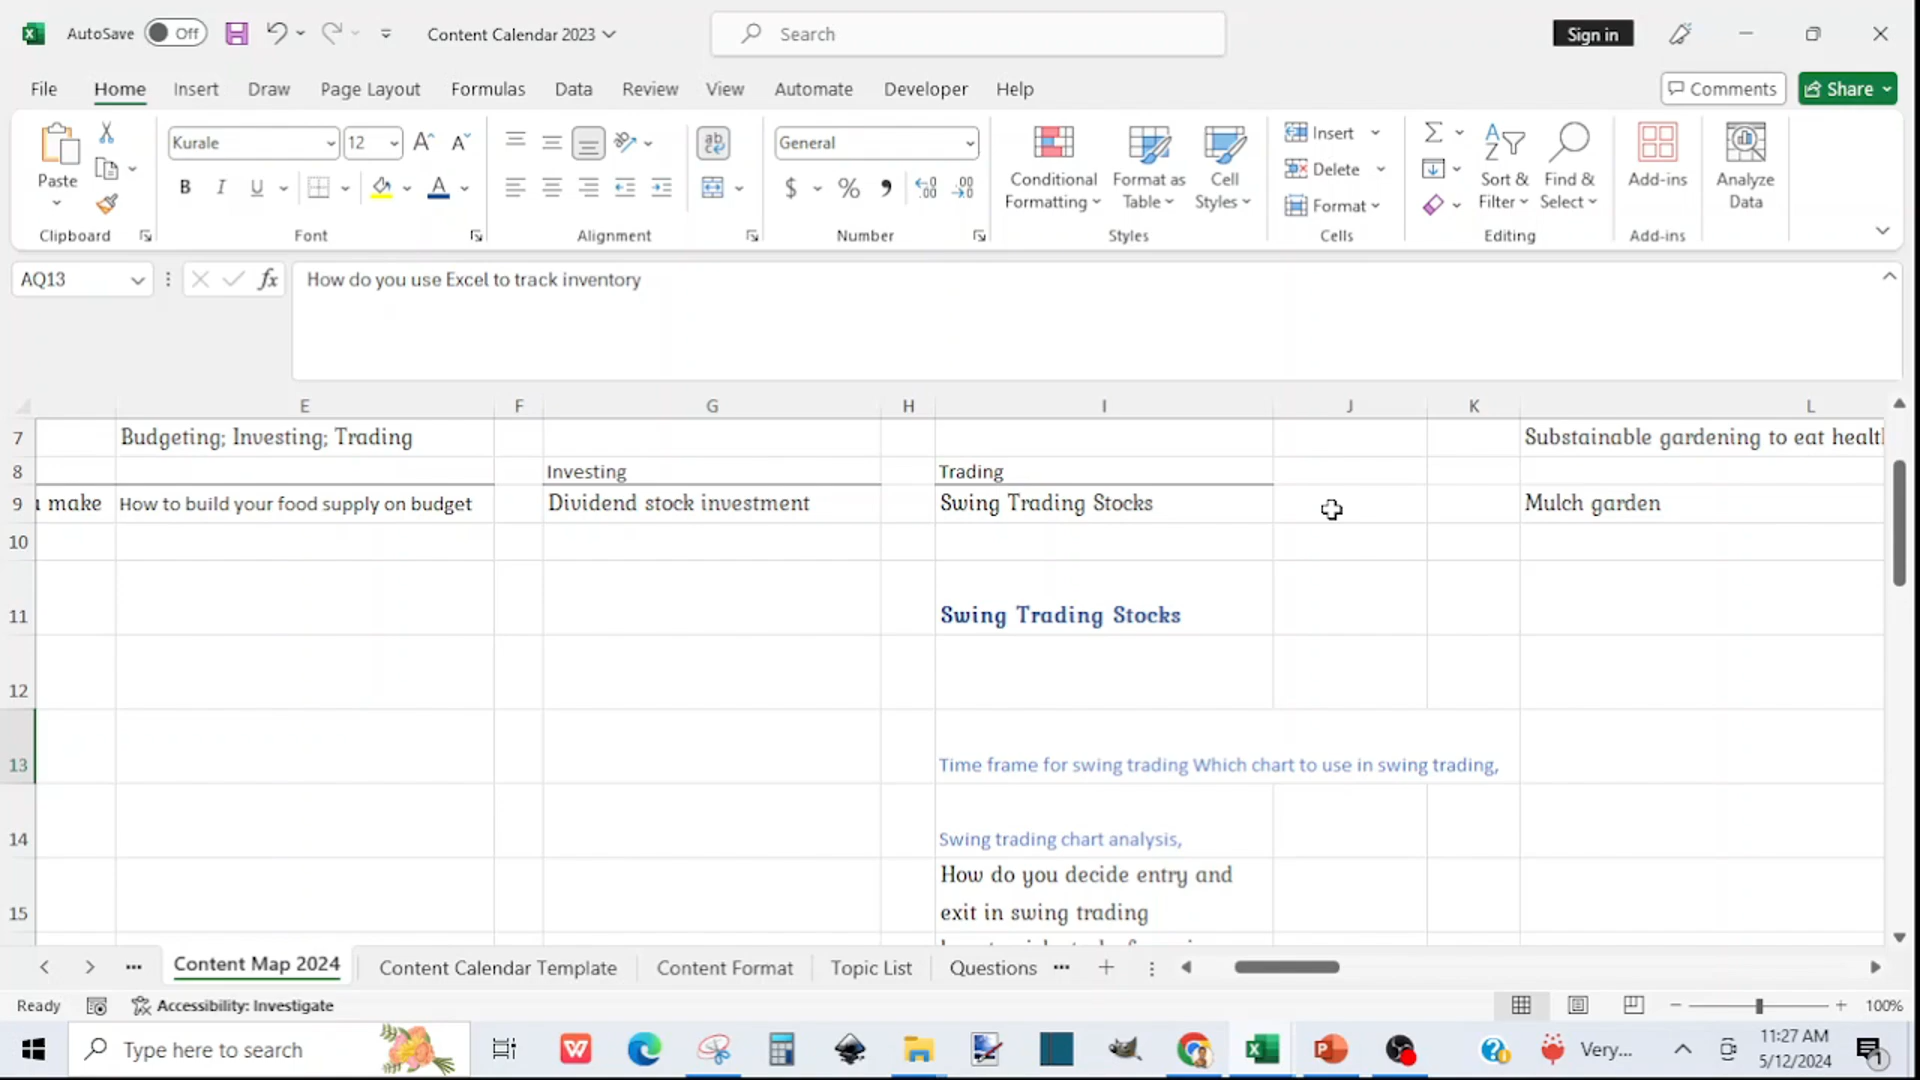 AutoSave Off Content Calendar 2023 Search Sign in
File Home Insert Draw Page Layout Formulas Data Review View Automate Developer Help Comments Share
Paste Kurale 12 General Conditional Formatting Format as Table Cell Styles Insert Delete Format Sort & Filter Find & Select Add-ins Analyze Data
Clipboard Font Alignment Number Styles Cells Editing Add-ins
AQ13 fx How do you use Excel to track inventory
E F G H I J K L
7 Budgeting; Investing; Trading Substainable gardening to eat
8 Investing Trading
9 make How to build your food supply on budget Dividend stock investment Swing Trading Stocks Mulch garden
10
11 Swing Trading Stocks
12
13 Time frame for swing trading Which chart to use in swing trading,
14 Swing trading chart analysis,
How do you decide entry and
15 exit in swing trading
Content Map 2024 Content Calendar Template Content Format Topic List Questions
Ready Accessibility: Investigate 100%
Type here to search Very... 11:27 AM
5/12/2024